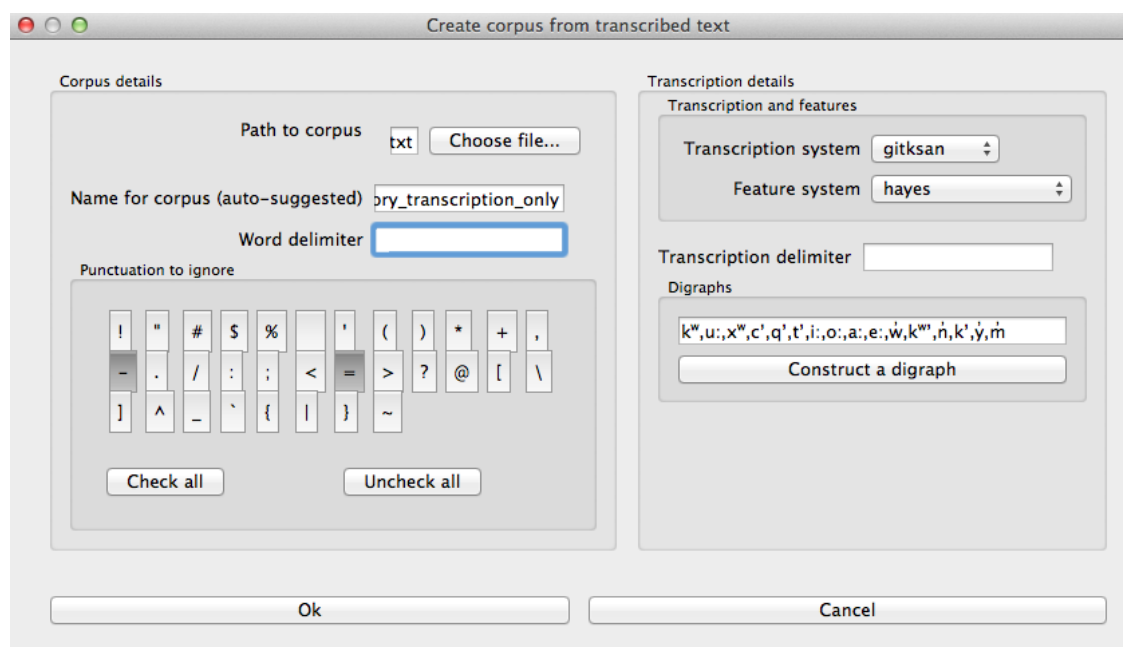 Create corpus from transcribed text
Corpus details
Path to corpus
txt
Choose file...
Name for corpus (auto-suggested)
ory_transcription_only
Word delimiter
Punctuation to ignore
! " # $ % ' ( ) * + ,
- . / : ; < = > ? @ [ \
] ^ _ ` { | } ~
Check all
Uncheck all
Transcription details
Transcription and features
Transcription system
gitksan
Feature system
hayes
Transcription delimiter
Digraphs
kʷ,u:,xʷ,c',q',t',i:,o:,a:,e:,ẇ,kʷ',ṅ,k',ẏ,ṁ
Construct a digraph
Ok
Cancel